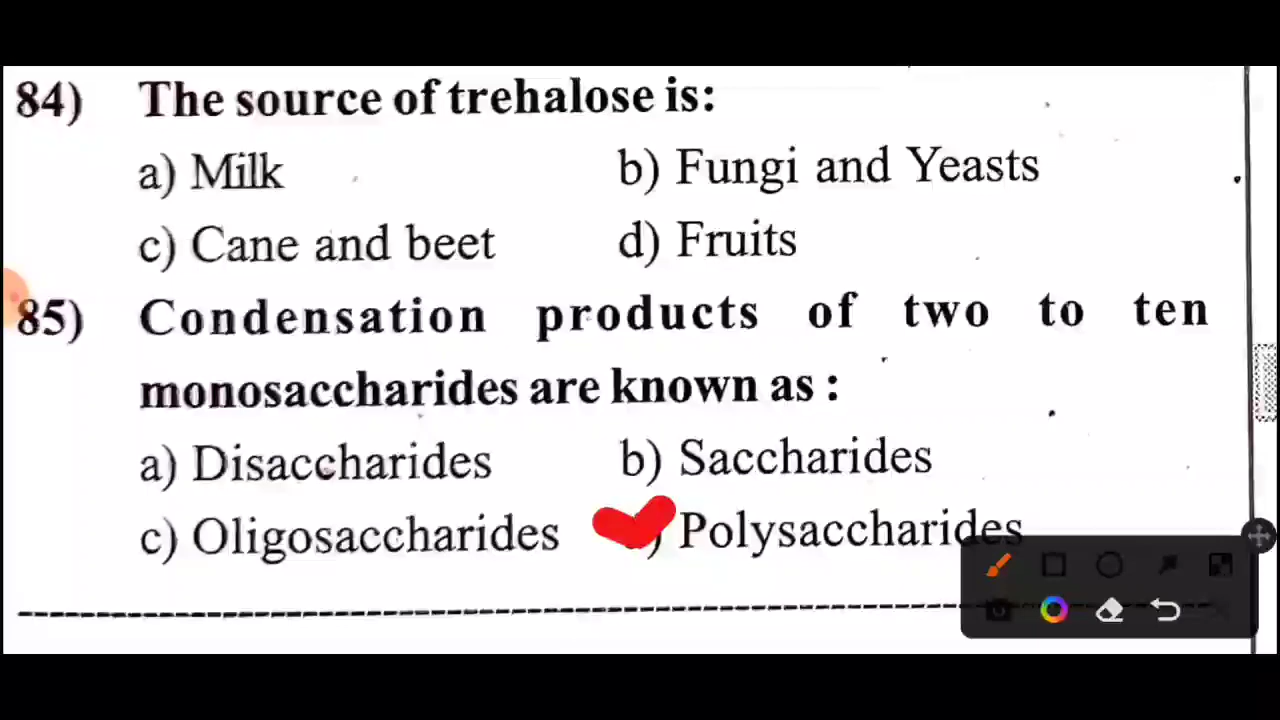 84) The source of trehalose is:
a) Milk b) Fungi and Yeasts
c) Cane and beet d) Fruits
85) Condensation products of two to ten
monosaccharides are known as :
a) Disaccharides b) Saccharides
c) Oligosaccharides ) Polysaccharides